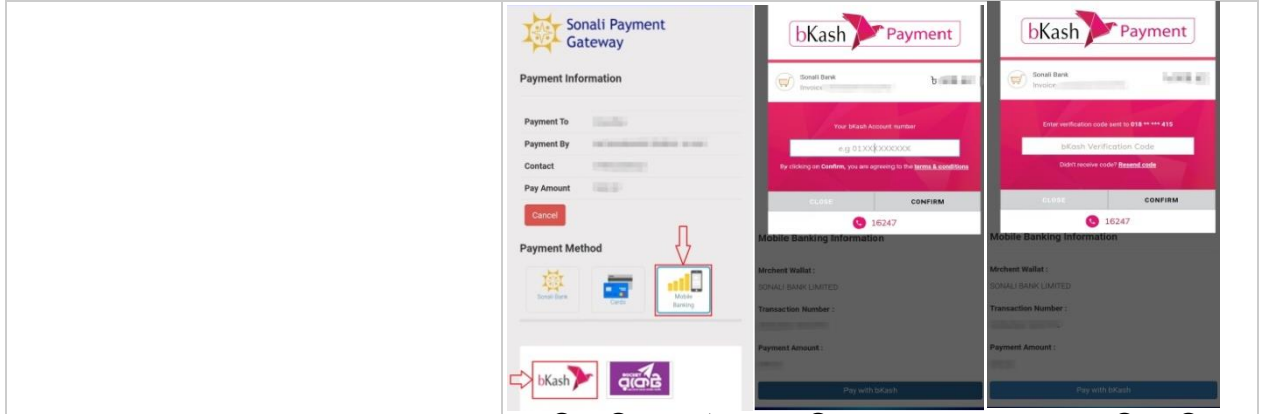 Sonali Payment
Gateway
Payment Information
Payment To
Payment By
Contact
Pay Amount
Cancel
Payment Method
Sonali Bank
Cards
Mobile
Banking
bKash
ROCKET
রকেট
bKash Payment
Sonali Bank
Invoice:
Your bKash Account number
e.g 01XXXXXXXXX
By clicking on Confirm, you are agreeing to the terms & conditions
CLOSE
CONFIRM
16247
Mobile Banking Information
Mrchent Wallat :
SONALI BANK LIMITED
Transaction Number :
Payment Amount :
Pay with bKash
bKash Payment
Sonali Bank
Invoice
Enter verification code sent to 018 ** *** 415
bKash Verification Code
Didn't receive code? Resend code
CLOSE
CONFIRM
16247
Mobile Banking Information
Mrchent Wallat :
SONALI BANK LIMITED
Transaction Number :
Payment Amount :
Pay with bKash